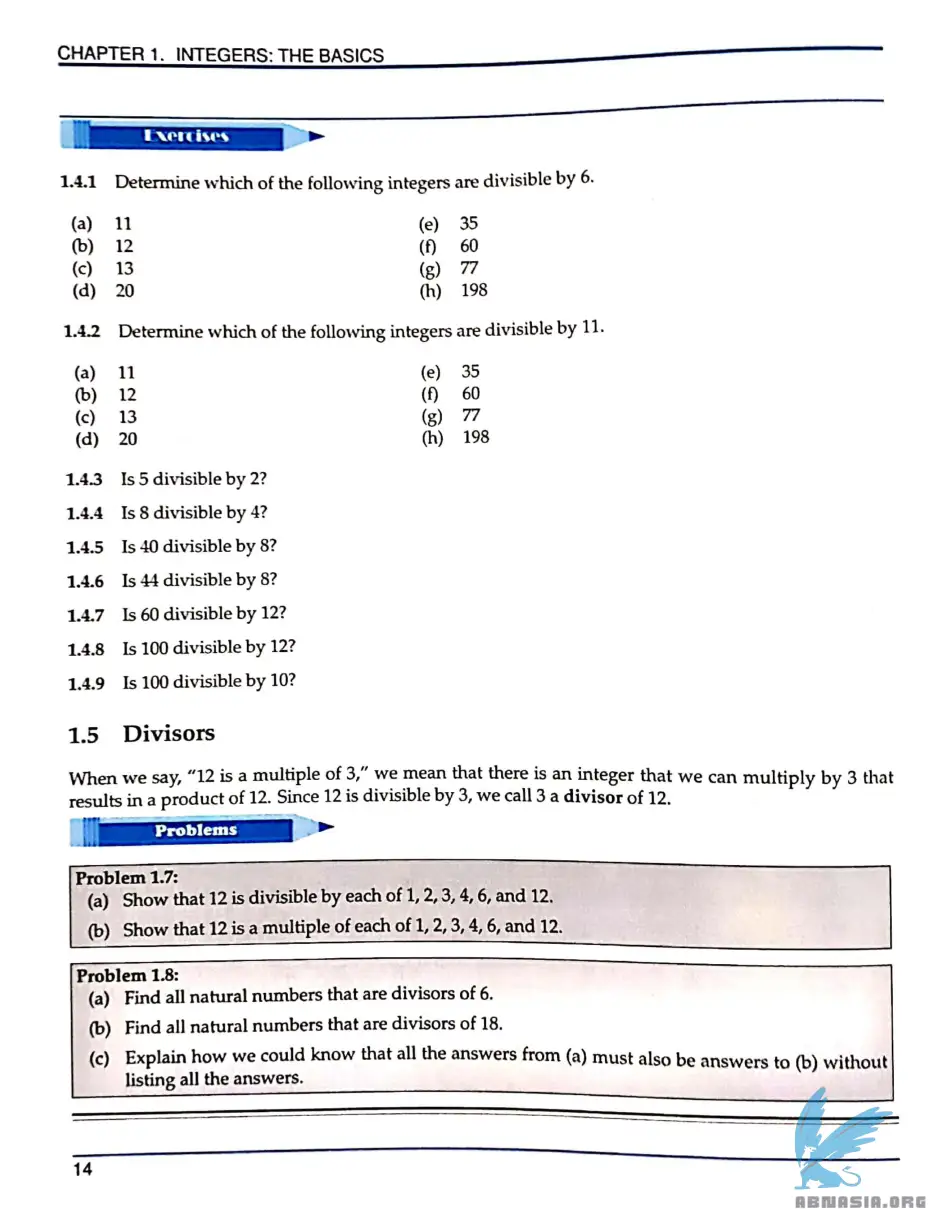 CHAPTER 1. INTEGERS: THE BASICS
Exercises
1.4.1 Determine which of the following integers are divisible by 6.
(a) 11 (e) 35
(b) 12 (f) 60
(c) 13 (g) 77
(d) 20 (h) 198
1.4.2 Determine which of the following integers are divisible by 11.
(a) 11 (e) 35
(b) 12 (f) 60
(c) 13 (g) 77
(d) 20 (h) 198
1.4.3 Is 5 divisible by 2?
1.4.4 Is 8 divisible by 4?
1.4.5 Is 40 divisible by 8?
1.4.6 Is 44 divisible by 8?
1.4.7 Is 60 divisible by 12?
1.4.8 Is 100 divisible by 12?
1.4.9 Is 100 divisible by 10?
1.5 Divisors
When we say, "12 is a multiple of 3," we mean that there is an integer that we can multiply by 3 that
results in a product of 12. Since 12 is divisible by 3, we call 3 a divisor of 12.
Problems
Problem 1.7:
(a) Show that 12 is divisible by each of 1, 2, 3, 4, 6, and 12.
(b) Show that 12 is a multiple of each of 1, 2, 3, 4, 6, and 12.
Problem 1.8:
(a) Find all natural numbers that are divisors of 6.
(b) Find all natural numbers that are divisors of 18.
(c) Explain how we could know that all the answers from (a) must also be answers to (b) without
listing all the answers.
14
ABNASIA.ORG